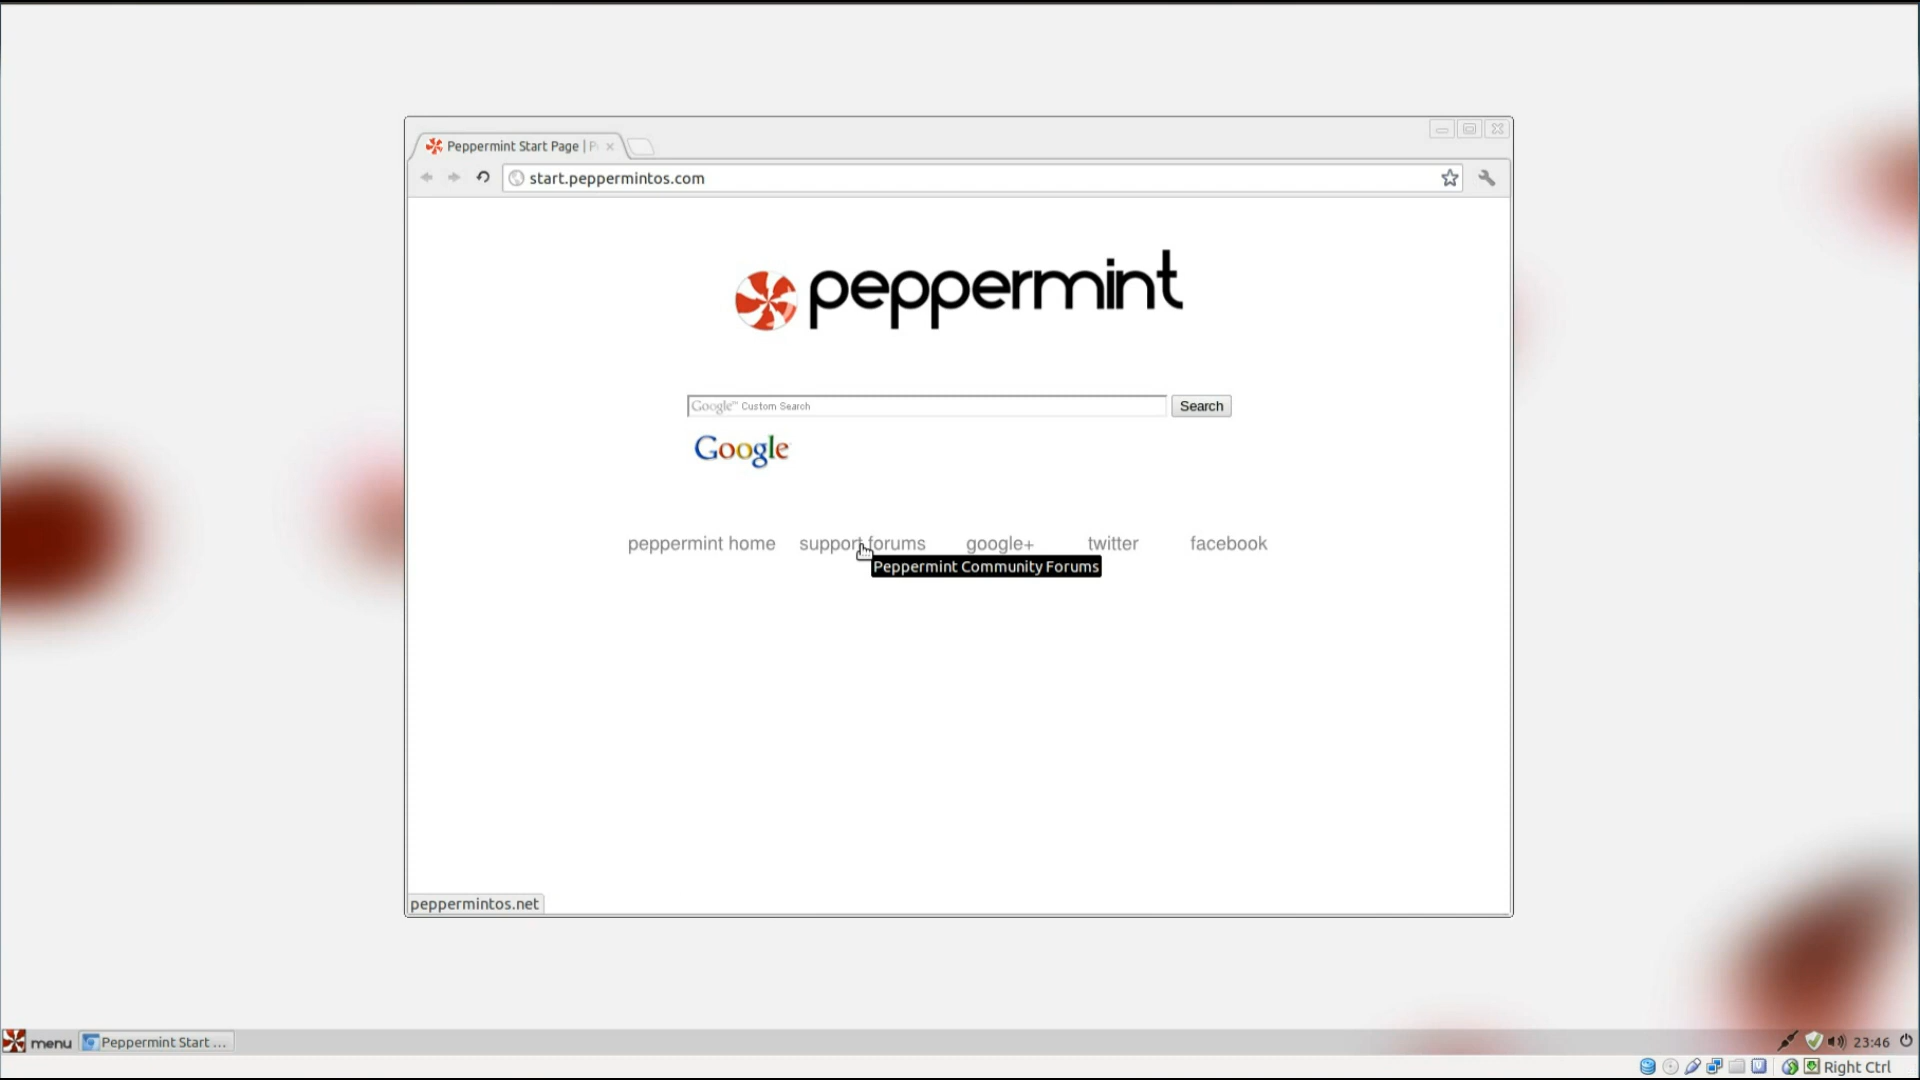 Peppermint Start Page | P
start.peppermintos.com
peppermint
Google™ Custom Search
Search
Google
peppermint home support forums google+ twitter facebook
Peppermint Community Forums
peppermintos.net
menu Peppermint Start ... 23:46
Right Ctrl